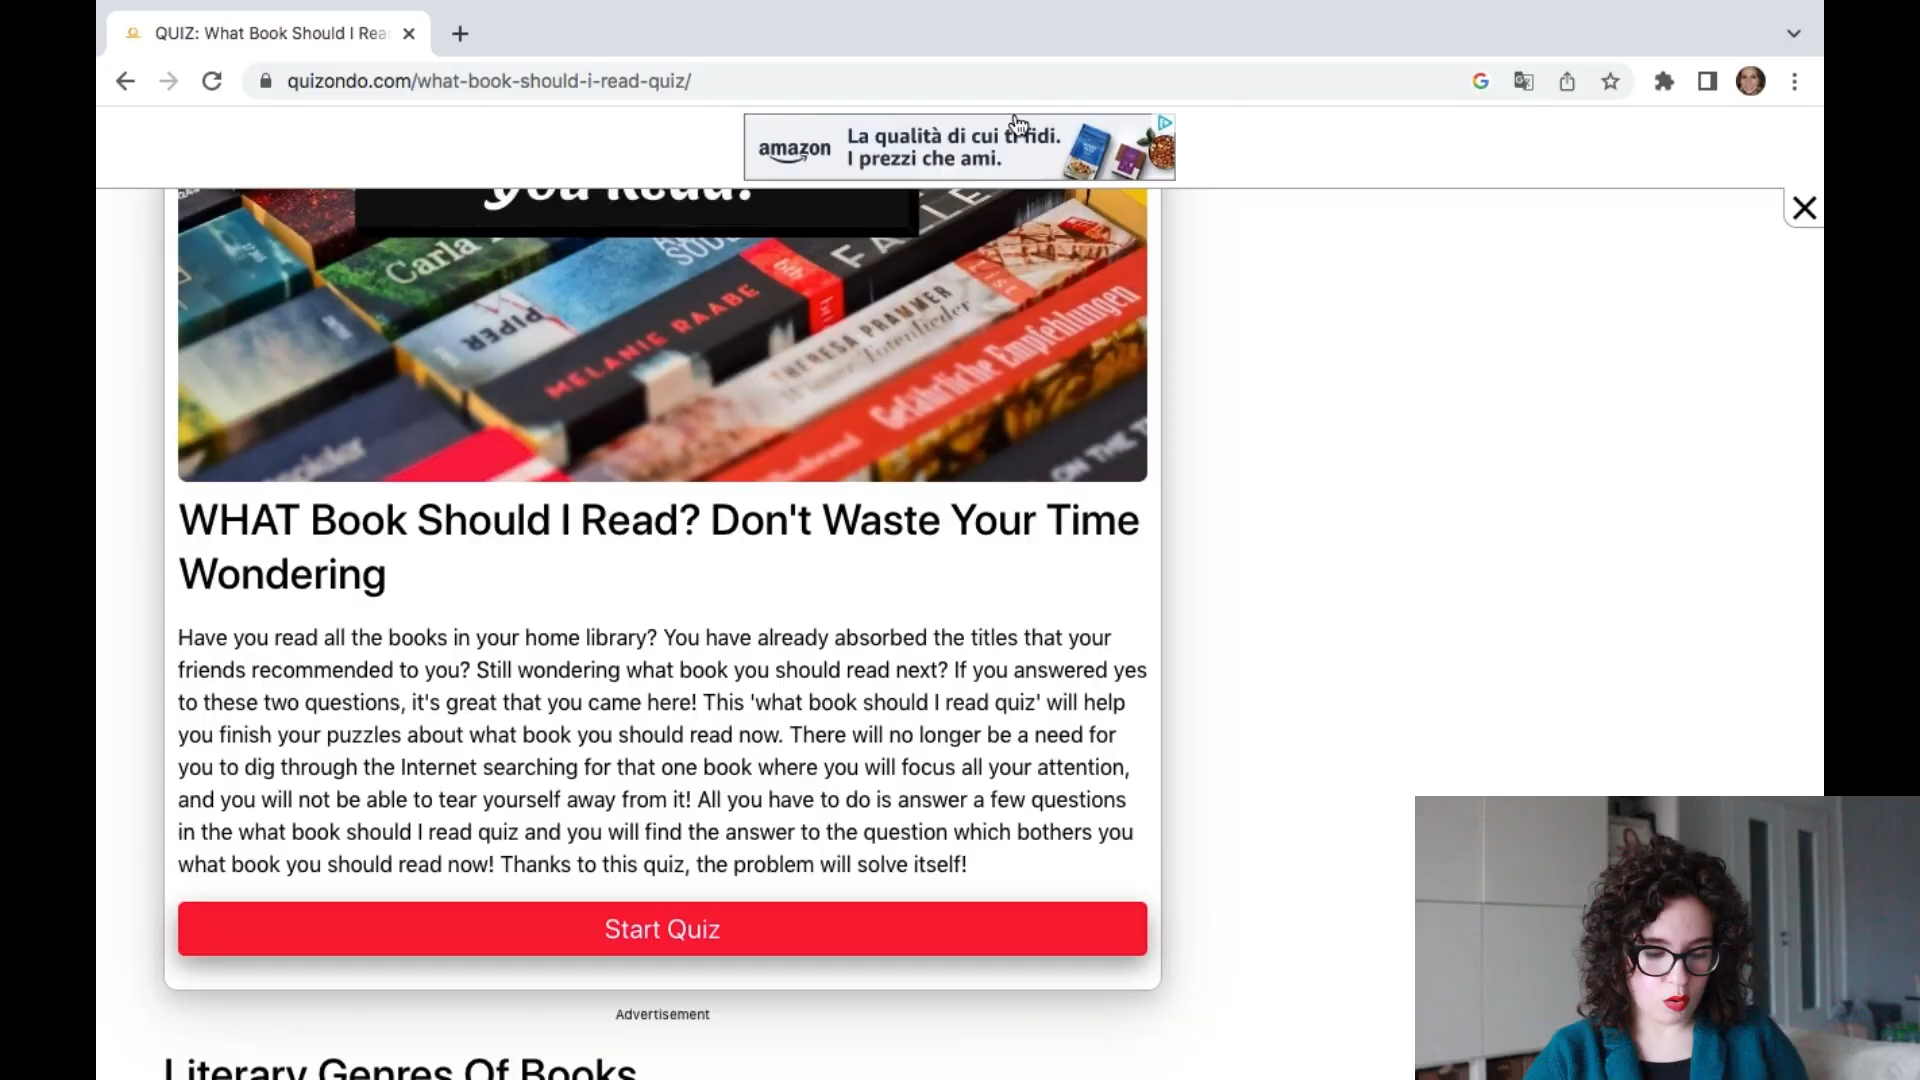 QUIZ: What Book Should I Rea
quizondo.com/what-book-should-i-read-quiz/
amazon
La qualità di cui ti fidi.
I prezzi che ami.
you Read?
Carla
FALLE
PIPER
MELANIE RAABE
btb
THERESA PRAMMER
Totenlieder
List
Gefährliche Empfehlungen
ON THE
WHAT Book Should I Read? Don't Waste Your Time
Wondering
Have you read all the books in your home library? You have already absorbed the titles that your
friends recommended to you? Still wondering what book you should read next? If you answered yes
to these two questions, it's great that you came here! This 'what book should I read quiz' will help
you finish your puzzles about what book you should read now. There will no longer be a need for
you to dig through the Internet searching for that one book where you will focus all your attention,
and you will not be able to tear yourself away from it! All you have to do is answer a few questions
in the what book should I read quiz and you will find the answer to the question which bothers you
what book you should read now! Thanks to this quiz, the problem will solve itself!
Start Quiz
Advertisement
Literary Genres Of Books